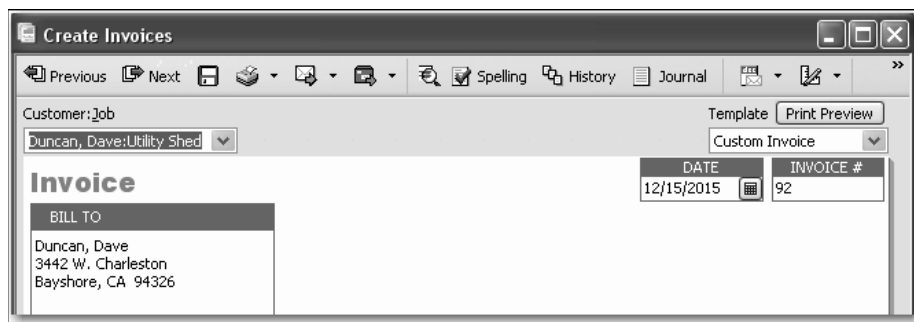 Create Invoices
Previous Next Spelling History Journal »
Customer:Job Template Print Preview
Duncan, Dave:Utility Shed Custom Invoice
Invoice DATE INVOICE #
12/15/2015 92
BILL TO
Duncan, Dave
3442 W. Charleston
Bayshore, CA 94326